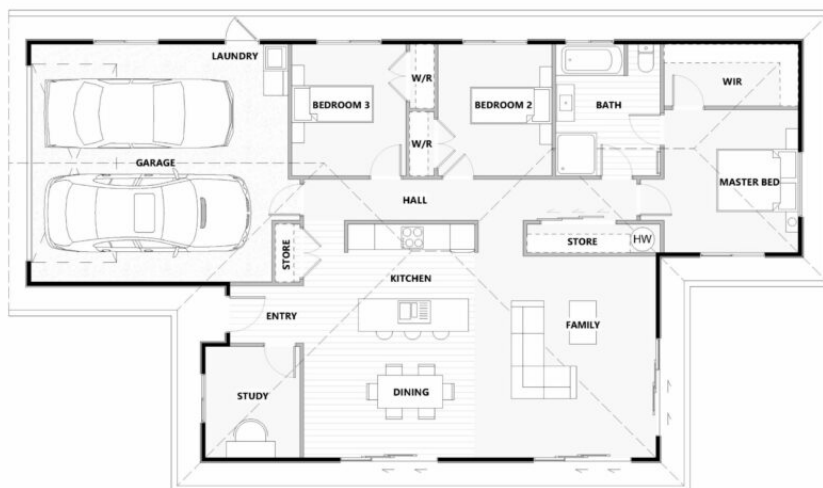 LAUNDRY
W/R
WIR
BEDROOM 3
BEDROOM 2
BATH
W/R
GARAGE
MASTER BED
HALL
STORE
STORE
HW
KITCHEN
ENTRY
FAMILY
DINING
STUDY